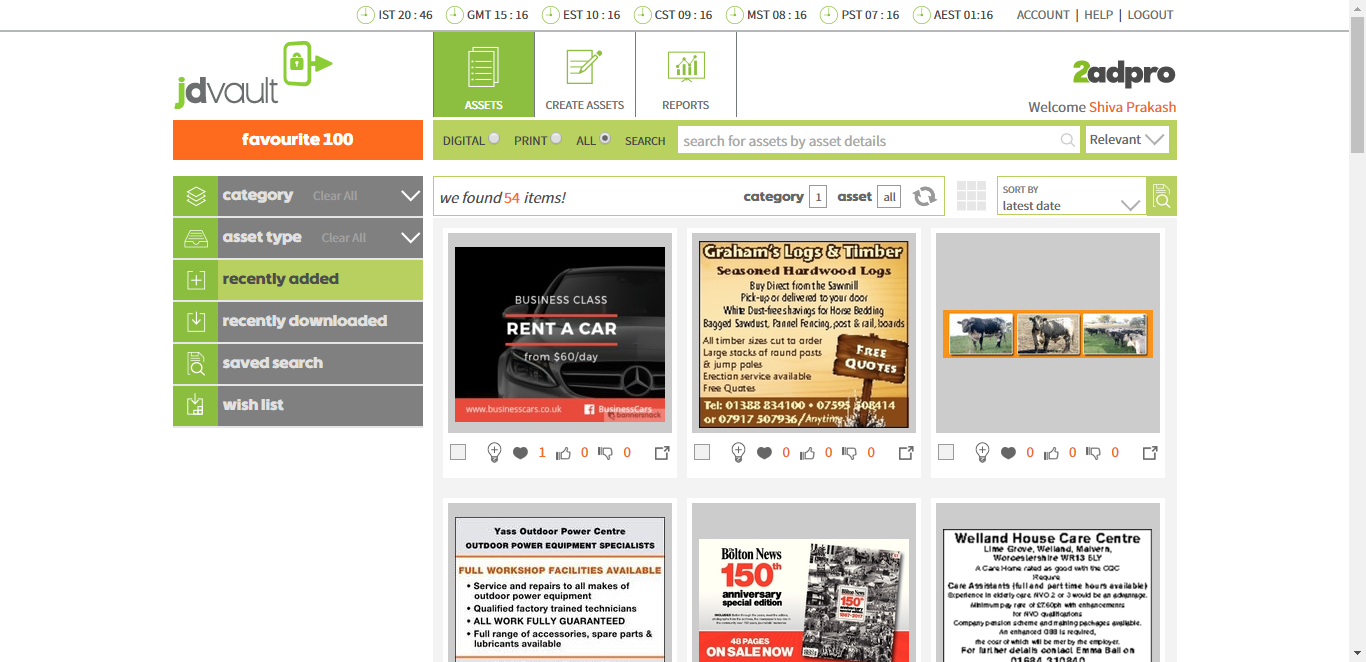 IST 20 : 46 GMT 15 : 16 EST 10 : 16 CST 09 : 16 MST 08 : 16 PST 07 : 16 AEST 01:16 ACCOUNT | HELP | LOGOUT
jdvault
ASSETS CREATE ASSETS REPORTS
2adpro
Welcome Shiva Prakash
favourite 100
DIGITAL PRINT ALL SEARCH search for assets by asset details Relevant
category Clear All
asset type Clear All
recently added
recently downloaded
saved search
wish list
we found 54 items! category 1 asset all
SORT BY
latest date
BUSINESS CLASS
RENT A CAR
from $60/day
www.businesscars.co.uk BusinessCars
bannersnack
1 0 0
Graham's Logs & Timber
Seasoned Hardwood Logs
Buy Direct from the Sawmill
Pick-up or delivered to your door
White Dust-free shavings for Horse Bedding
Bagged Sawdust, Pannel Fencing, post & rail, boards
All timber sizes cut to order
Large stacks of round posts
& jump poles
Erection service available
Free Quotes
FREE
QUOTES
Tel: 01388 834100 • 07595 508414
or 07917 507936/Anytime
0 0 0
0 0 0
Yass Outdoor Power Centre
OUTDOOR POWER EQUIPMENT SPECIALISTS
FULL WORKSHOP FACILITIES AVAILABLE
• Service and repairs to all makes of
outdoor power equipment
• Qualified factory trained technicians
• ALL WORK FULLY GUARANTEED
• Full range of accessories, spare parts &
lubricants available
The
Bolton News
150th
anniversary
special edition
48 PAGES
ON SALE NOW
Bolton News
150th
1867-2017
Welland House Care Centre
Lime Grove, Welland, Malvern,
Worcestershire WR13 6LY
A Care Home rated as good with the CQC
Require
Care Assistants (full and part time hours available)
Experience in elderly care, NVQ 2 or 3 would be an advantage.
Minimum pay rate of £7.60ph with enhancements
for NVQ qualifications
Company pension scheme and training packages available.
An enhanced DBS is required,
the cost of which will be met by the employer.
For further details contact Emma Ball on
01684 310840